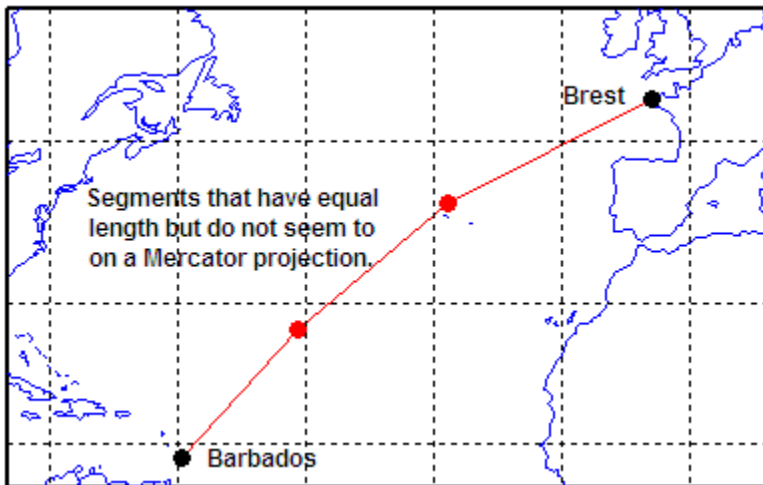 Brest
Segments that have equal
length but do not seem to
on a Mercator projection.
Barbados